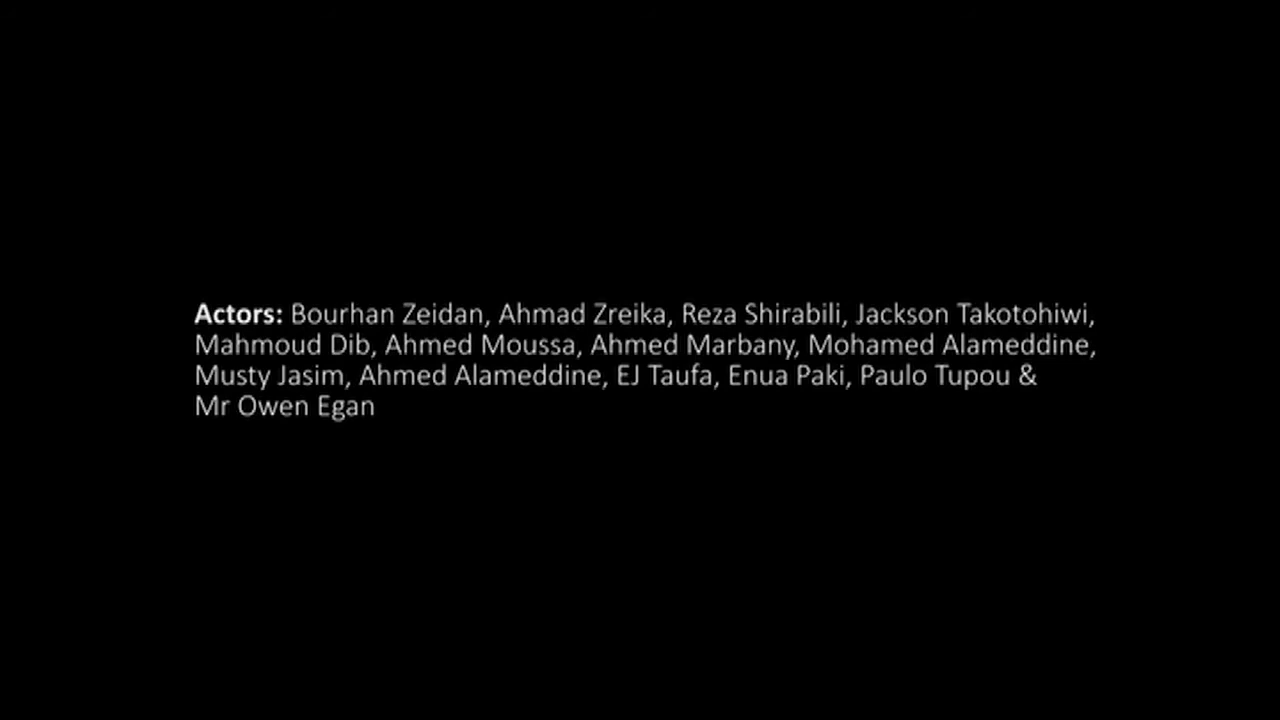 Actors: Bourhan Zeidan, Ahmad Zreika, Reza Shirabili, Jackson Takotohiwi,
Mahmoud Dib, Ahmed Moussa, Ahmed Marbany, Mohamed Alameddine,
Musty Jasim, Ahmed Alameddine, EJ Taufa, Enua Paki, Paulo Tupou &
Mr Owen Egan